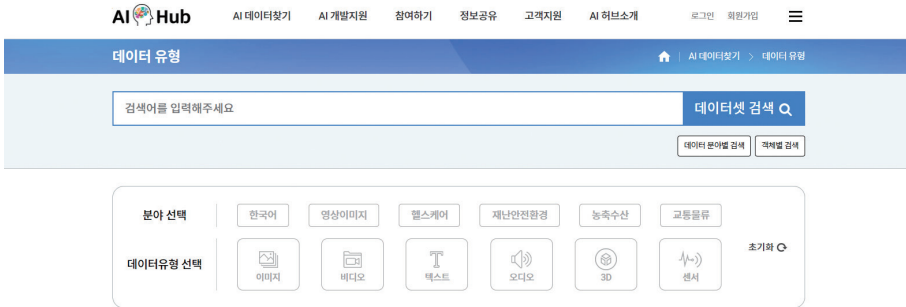 AI Hub
AI 데이터찾기 AI 개발지원 참여하기 정보공유 고객지원 AI 허브소개 로그인 회원가입
데이터 유형 AI 데이터찾기 > 데이터 유형
검색어를 입력해주세요 데이터셋 검색
데이터 분야별 검색 객체별 검색
분야 선택 한국어 영상이미지 헬스케어 재난안전환경 농축수산 교통물류
초기화
데이터유형 선택 이미지 비디오 텍스트 오디오 3D 센서